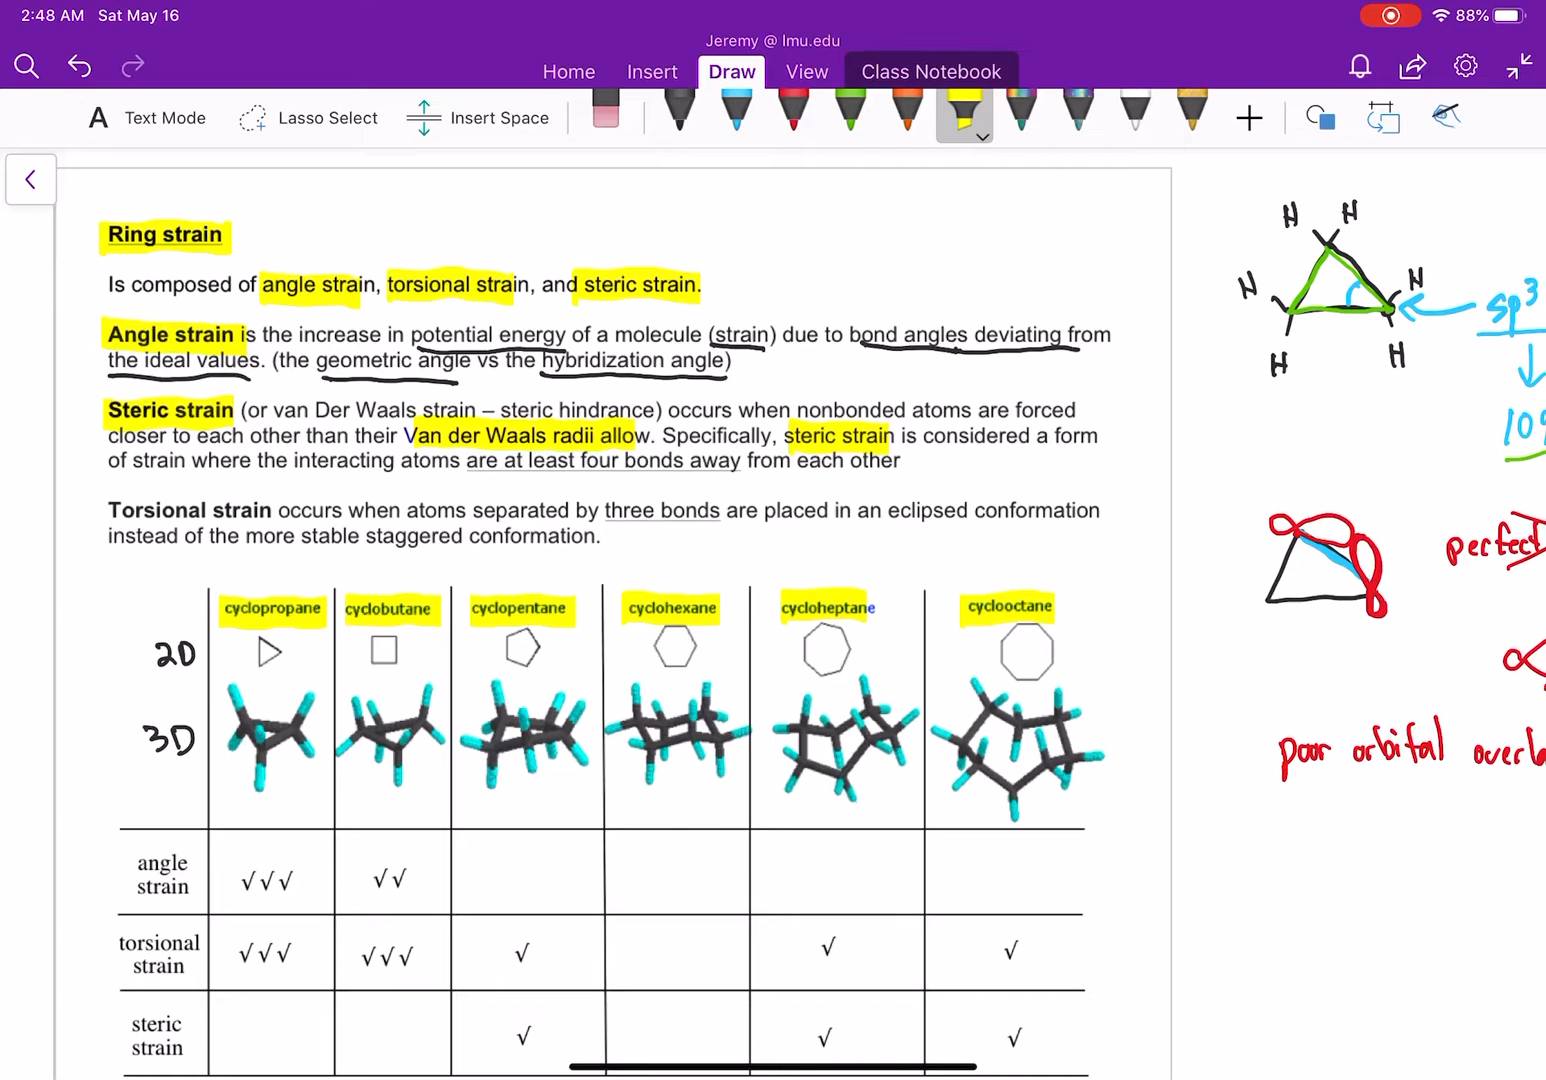 2:48 AM Sat May 16
88%
Jeremy @ lmu.edu
Home Insert Draw View Class Notebook
A Text Mode Lasso Select Insert Space
Ring strain
Is composed of angle strain, torsional strain, and steric strain.
Angle strain is the increase in potential energy of a molecule (strain) due to bond angles deviating from
the ideal values. (the geometric angle vs the hybridization angle)
Steric strain (or van Der Waals strain – steric hindrance) occurs when nonbonded atoms are forced
closer to each other than their Van der Waals radii allow. Specifically, steric strain is considered a form
of strain where the interacting atoms are at least four bonds away from each other
Torsional strain occurs when atoms separated by three bonds are placed in an eclipsed conformation
instead of the more stable staggered conformation.
cyclopropane cyclobutane cyclopentane cyclohexane cycloheptane cyclooctane
2D
3D
angle
strain
√√√ √√
torsional
strain
√√√ √√√ √ √ √
steric
strain
√ √ √
H H
H H
H H
sp³
109
perfect
poor orbital